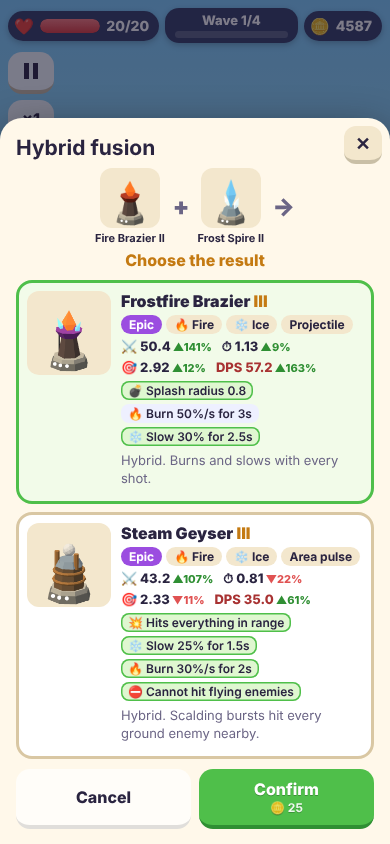 20/20
Wave 1/4
4587
Hybrid fusion
Fire Brazier II
+
Frost Spire II
Choose the result
Frostfire Brazier III
Epic Fire Ice Projectile
50.4 ▲141% 1.13 ▲9%
2.92 ▲12% DPS 57.2 ▲163%
Splash radius 0.8
Burn 50%/s for 3s
Slow 30% for 2.5s
Hybrid. Burns and slows with every
shot.
Steam Geyser III
Epic Fire Ice Area pulse
43.2 ▲107% 0.81 ▼22%
2.33 ▼11% DPS 35.0 ▲61%
Hits everything in range
Slow 25% for 1.5s
Burn 30%/s for 2s
Cannot hit flying enemies
Hybrid. Scalding bursts hit every
ground enemy nearby.
Cancel
Confirm
25